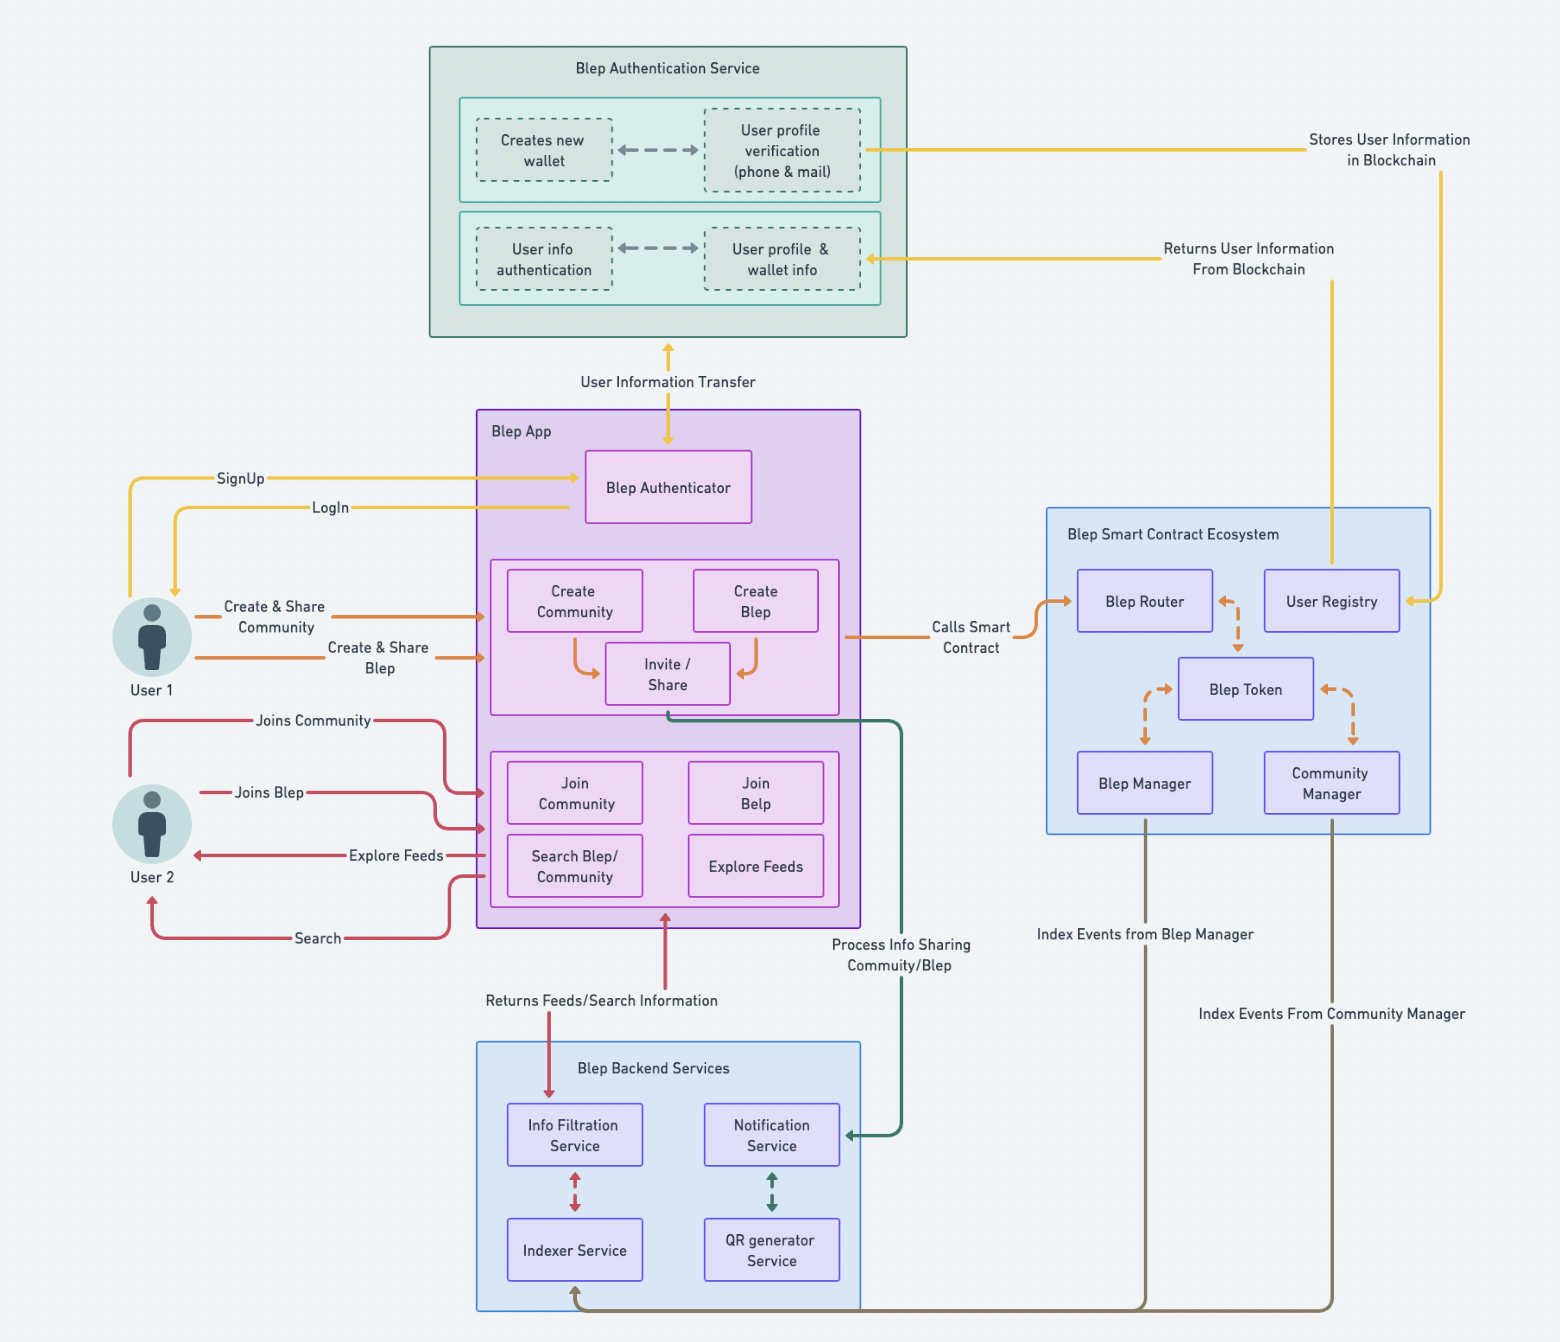 Blep Authentication Service
Creates new
wallet
User profile
verification
(phone & mail)
Stores User Information
in Blockchain
User info
authentication
User profile & 
wallet info
Returns User Information
From Blockchain
User Information Transfer
Blep App
Blep Authenticator
SignUp
LogIn
Create & Share
Community
Create & Share
Blep
User 1
Create
Community
Create
Blep
Invite /
Share
Calls Smart
Contract
Blep Smart Contract Ecosystem
Blep Router
User Registry
Blep Token
Blep Manager
Community
Manager
Joins Community
Joins Blep
Explore Feeds
User 2
Search
Join
Community
Join
Belp
Search Blep/
Community
Explore Feeds
Process Info Sharing
Commuity/Blep
Index Events from Blep Manager
Returns Feeds/Search Information
Index Events From Community Manager
Blep Backend Services
Info Filtration
Service
Notification
Service
Indexer Service
QR generator
Service